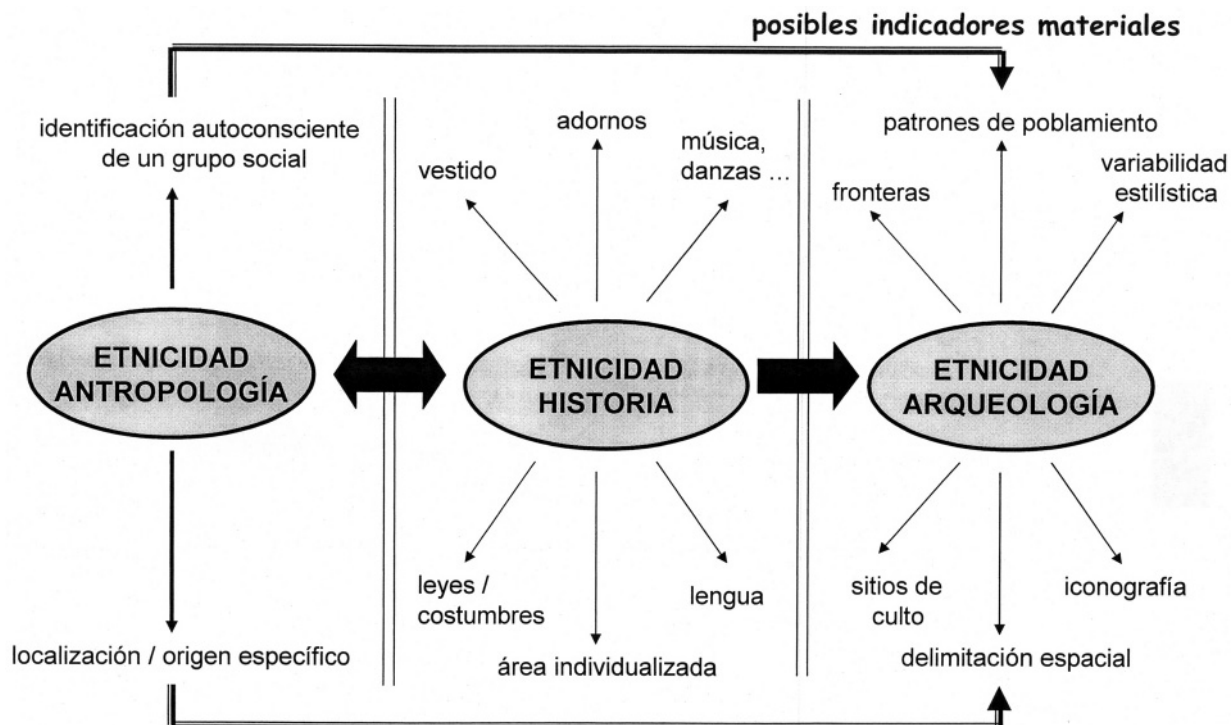 posibles indicadores materiales
identificación autoconsciente
de un grupo social
ETNICIDAD
ANTROPOLOGÍA
localización / origen específico
adornos
vestido
música,
danzas ...
ETNICIDAD
HISTORIA
leyes /
costumbres
lengua
área individualizada
patrones de poblamiento
fronteras
variabilidad
estilística
ETNICIDAD
ARQUEOLOGÍA
sitios de
culto
iconografía
delimitación espacial